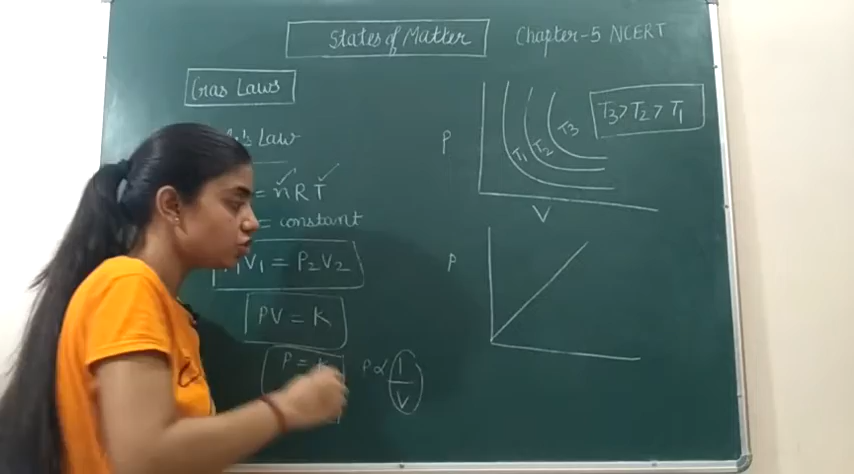 States of Matter
Chapter-5 NCERT
Gas Laws
's Law
= nRT
= constant
V₁ = P₂V₂
PV = K
P =
P ∝ 1/V
P
T₁ T₂ T₃
T₃>T₂>T₁
V
P